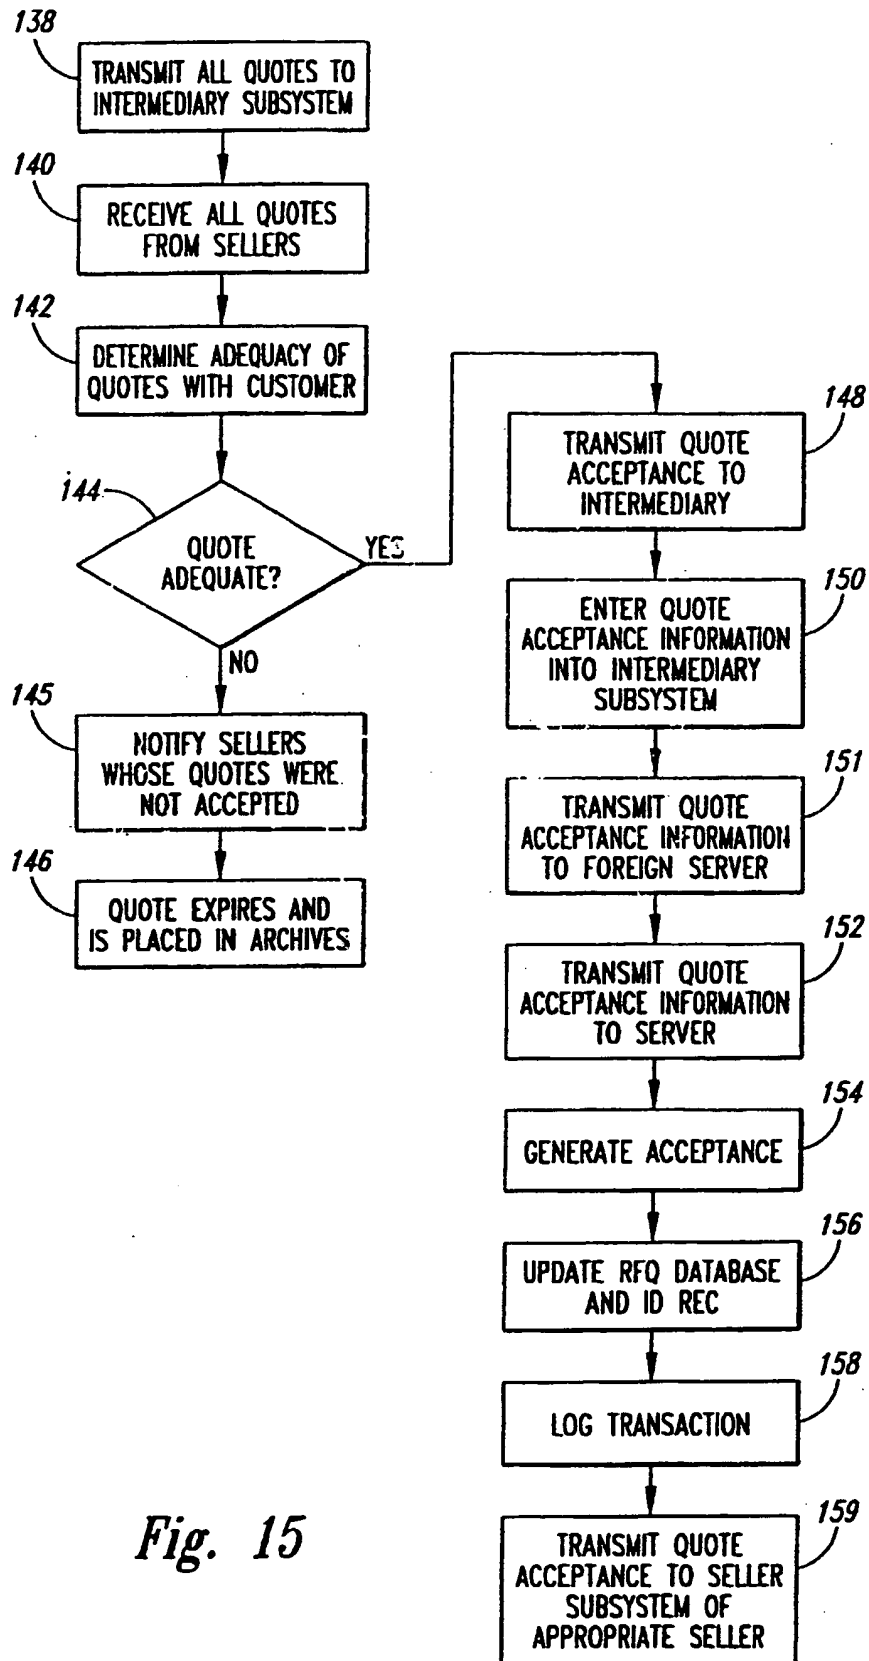 138
TRANSMIT ALL QUOTES TO
INTERMEDIARY SUBSYSTEM
140
RECEIVE ALL QUOTES
FROM SELLERS
142
DETERMINE ADEQUACY OF
QUOTES WITH CUSTOMER
144
QUOTE
ADEQUATE?
YES
NO
145
NOTIFY SELLERS
WHOSE QUOTES WERE
NOT ACCEPTED
146
QUOTE EXPIRES AND
IS PLACED IN ARCHIVES
148
TRANSMIT QUOTE
ACCEPTANCE TO
INTERMEDIARY
150
ENTER QUOTE
ACCEPTANCE INFORMATION
INTO INTERMEDIARY
SUBSYSTEM
151
TRANSMIT QUOTE
ACCEPTANCE INFORMATION
TO FOREIGN SERVER
152
TRANSMIT QUOTE
ACCEPTANCE INFORMATION
TO SERVER
154
GENERATE ACCEPTANCE
156
UPDATE RFQ DATABASE
AND ID REC
158
LOG TRANSACTION
159
TRANSMIT QUOTE
ACCEPTANCE TO SELLER
SUBSYSTEM OF
APPROPRIATE SELLER
Fig. 15